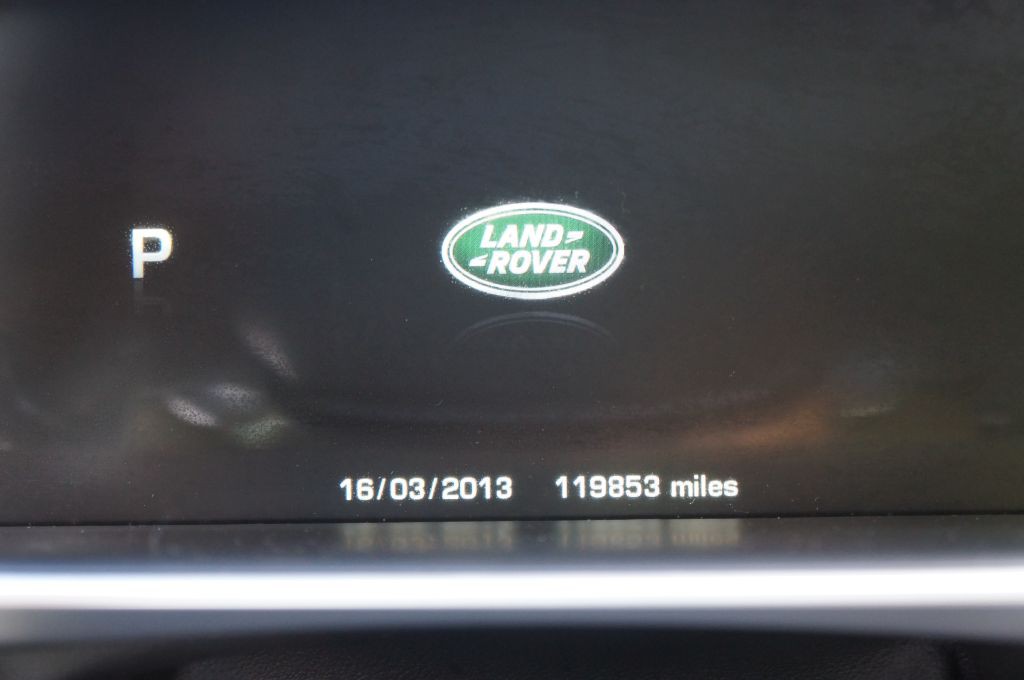 P
LAND
ROVER
16/03/2013 119853 miles